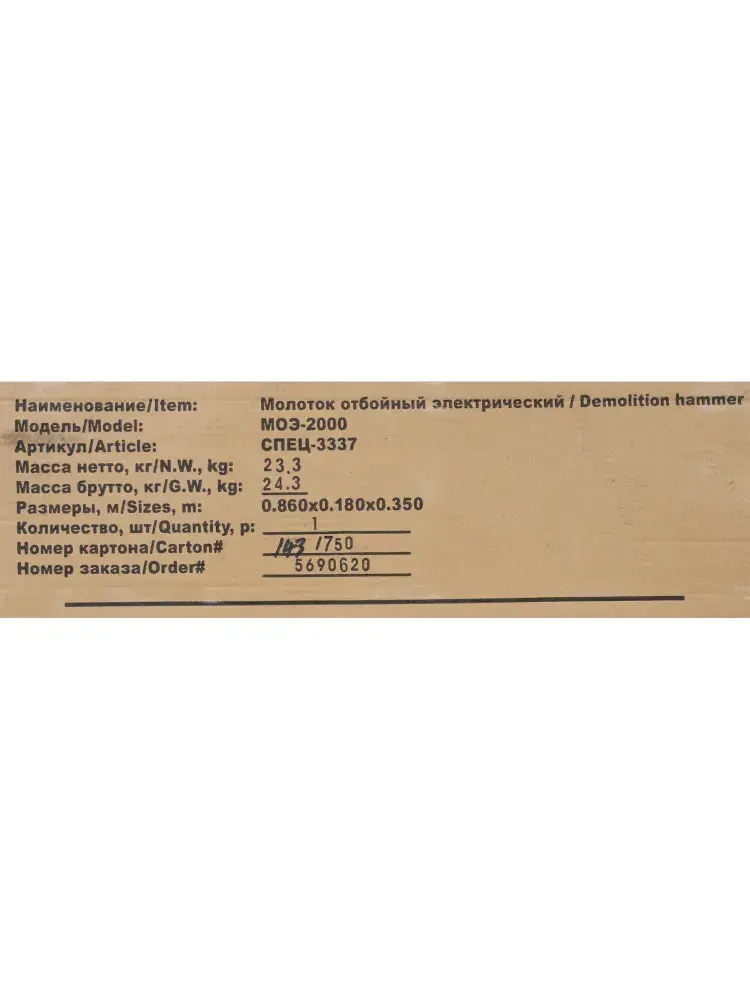 Наименование/Item: Молоток отбойный электрический / Demolition hammer
Модель/Model: МОЭ-2000
Артикул/Article: СПЕЦ-3337
Масса нетто, кг/N.W., kg: 23.3
Масса брутто, кг/G.W., kg: 24.3
Размеры, м/Sizes, m: 0.860x0.180x0.350
Количество, шт/Quantity, p: 1
Номер картона/Carton# 143 /750
Номер заказа/Order# 5690620